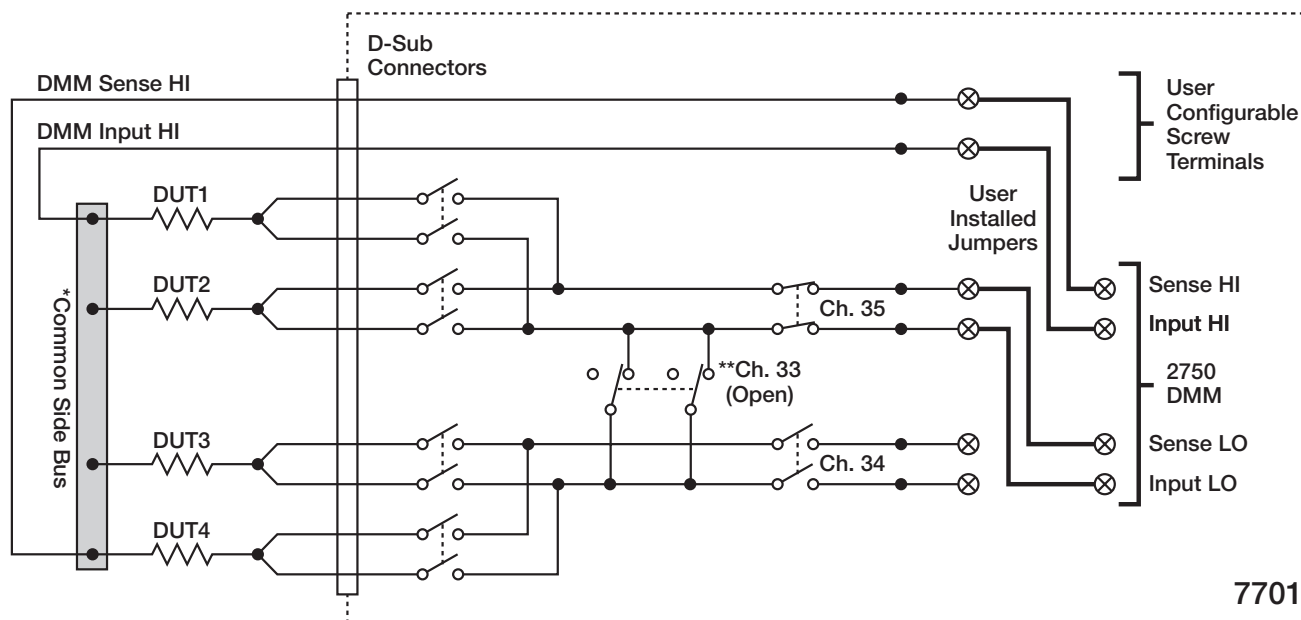 D-Sub
Connectors
DMM Sense HI
DMM Input HI
User
Configurable
Screw
Terminals
DUT1
User
Installed
Jumpers
DUT2
*Common Side Bus
Ch. 35
Sense HI
Input HI
**Ch. 33
(Open)
2750
DMM
DUT3
Ch. 34
Sense LO
Input LO
DUT4
7701